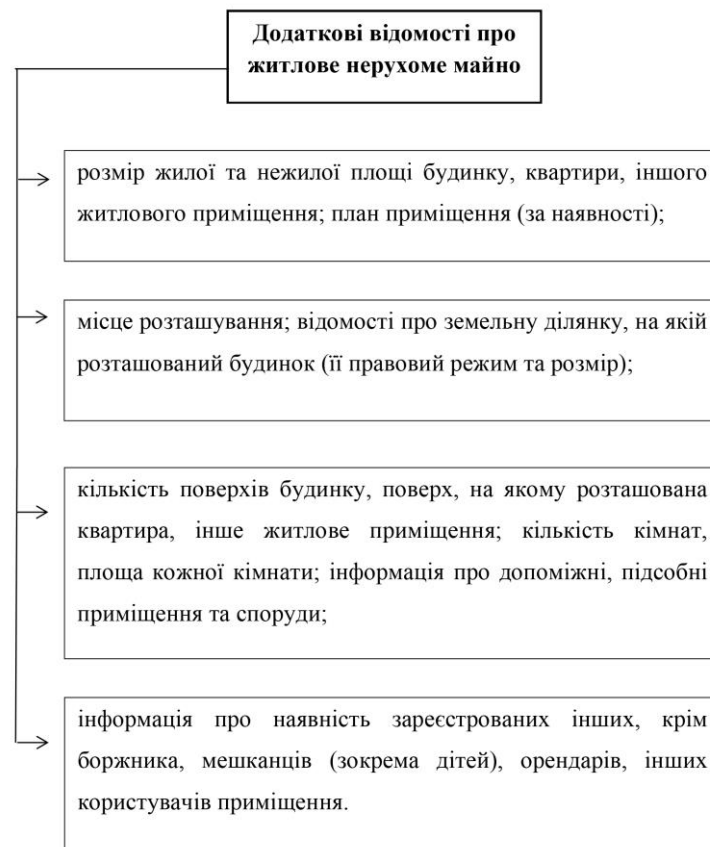 Додаткові відомості про
житлове нерухоме майно
розмір жилої та нежилої площі будинку, квартири, іншого
житлового приміщення; план приміщення (за наявності);
місце розташування; відомості про земельну ділянку, на якій
розташований будинок (її правовий режим та розмір);
кількість поверхів будинку, поверх, на якому розташована
квартира, інше житлове приміщення; кількість кімнат,
площа кожної кімнати; інформація про допоміжні, підсобні
приміщення та споруди;
інформація про наявність зареєстрованих інших, крім
боржника, мешканців (зокрема дітей), орендарів, інших
користувачів приміщення.